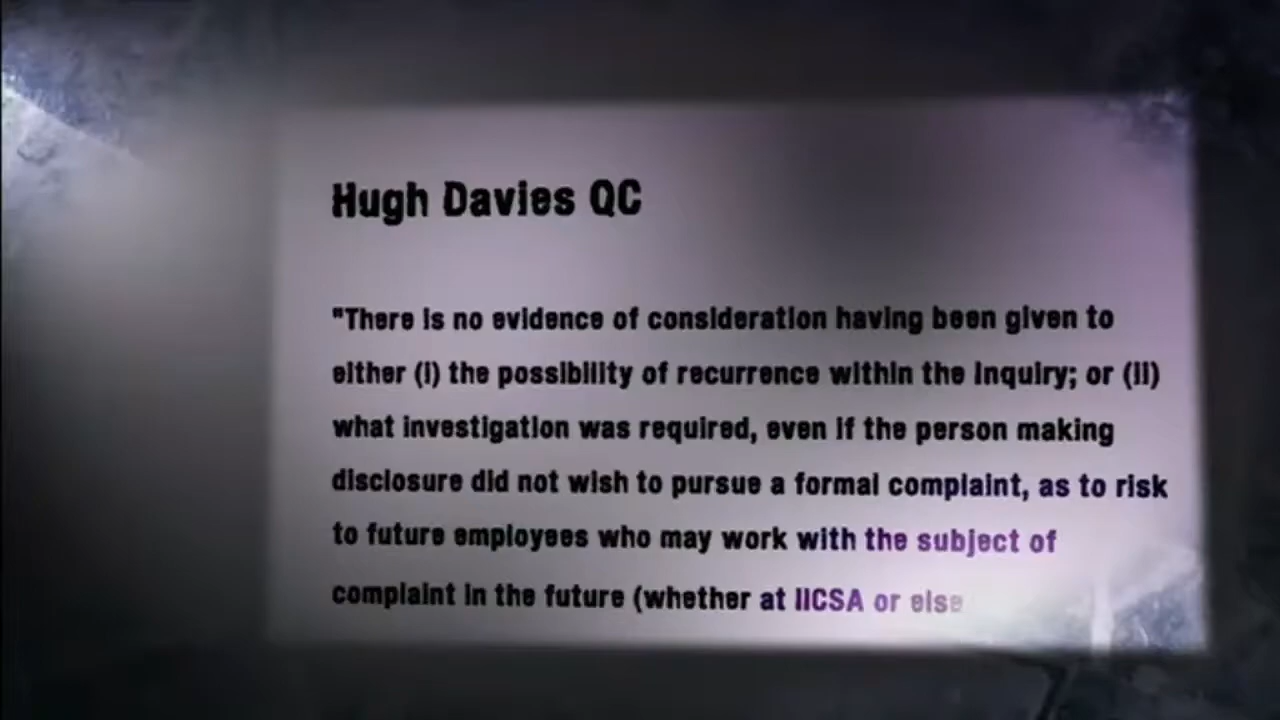 Hugh Davies QC
"There is no evidence of consideration having been given to
either (i) the possibility of recurrence within the Inquiry; or (ii)
what investigation was required, even if the person making
disclosure did not wish to pursue a formal complaint, as to risk
to future employees who may work with the subject of
complaint in the future (whether at IICSA or else